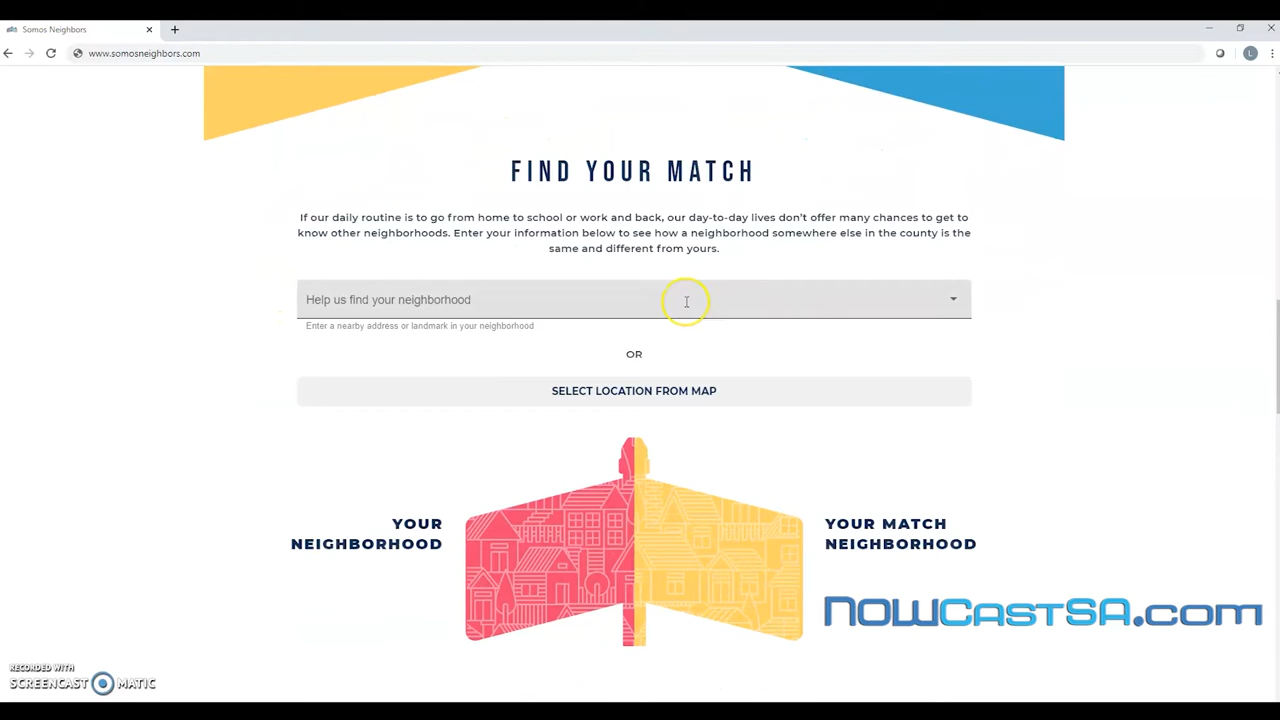 Somos Neighbors
www.somosneighbors.com
L
FIND YOUR MATCH
If our daily routine is to go from home to school or work and back, our day-to-day lives don't offer many chances to get to
know other neighborhoods. Enter your information below to see how a neighborhood somewhere else in the county is the
same and different from yours.
Help us find your neighborhood
Enter a nearby address or landmark in your neighborhood
OR
SELECT LOCATION FROM MAP
YOUR
NEIGHBORHOOD
YOUR MATCH
NEIGHBORHOOD
NOWCASTSA.com
RECORDED WITH
SCREENCAST MATIC